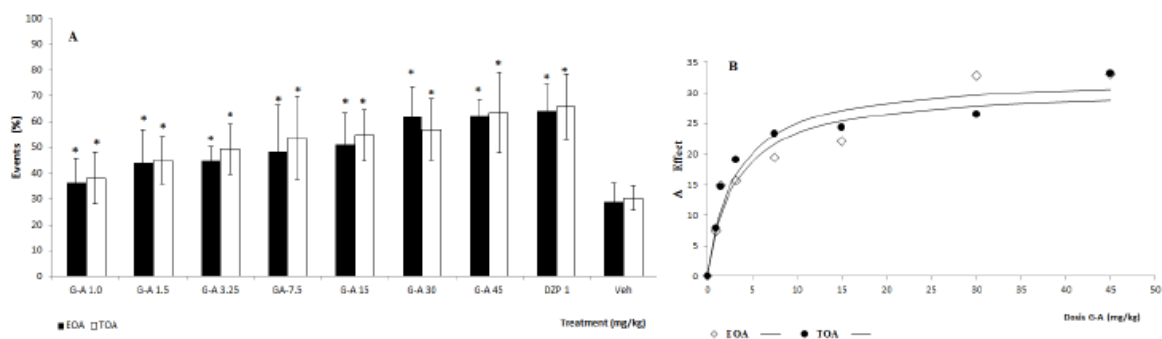 A
Events (%)
100
90
80
70
60
50
40
30
20
10
0
* * * * * * * * * * * * * * * *
G-A 1.0 G-A 1.5 G-A 3.25 GA-7.5 G-A 15 G-A 30 G-A 45 DZP 1 Veh
EOA TOA
Treatment (mg/kg)
B
A Effect
35
30
25
20
15
10
5
0
0 5 10 15 20 25 30 35 40 45 50
Dosis G-A (mg/kg)
EOA TOA